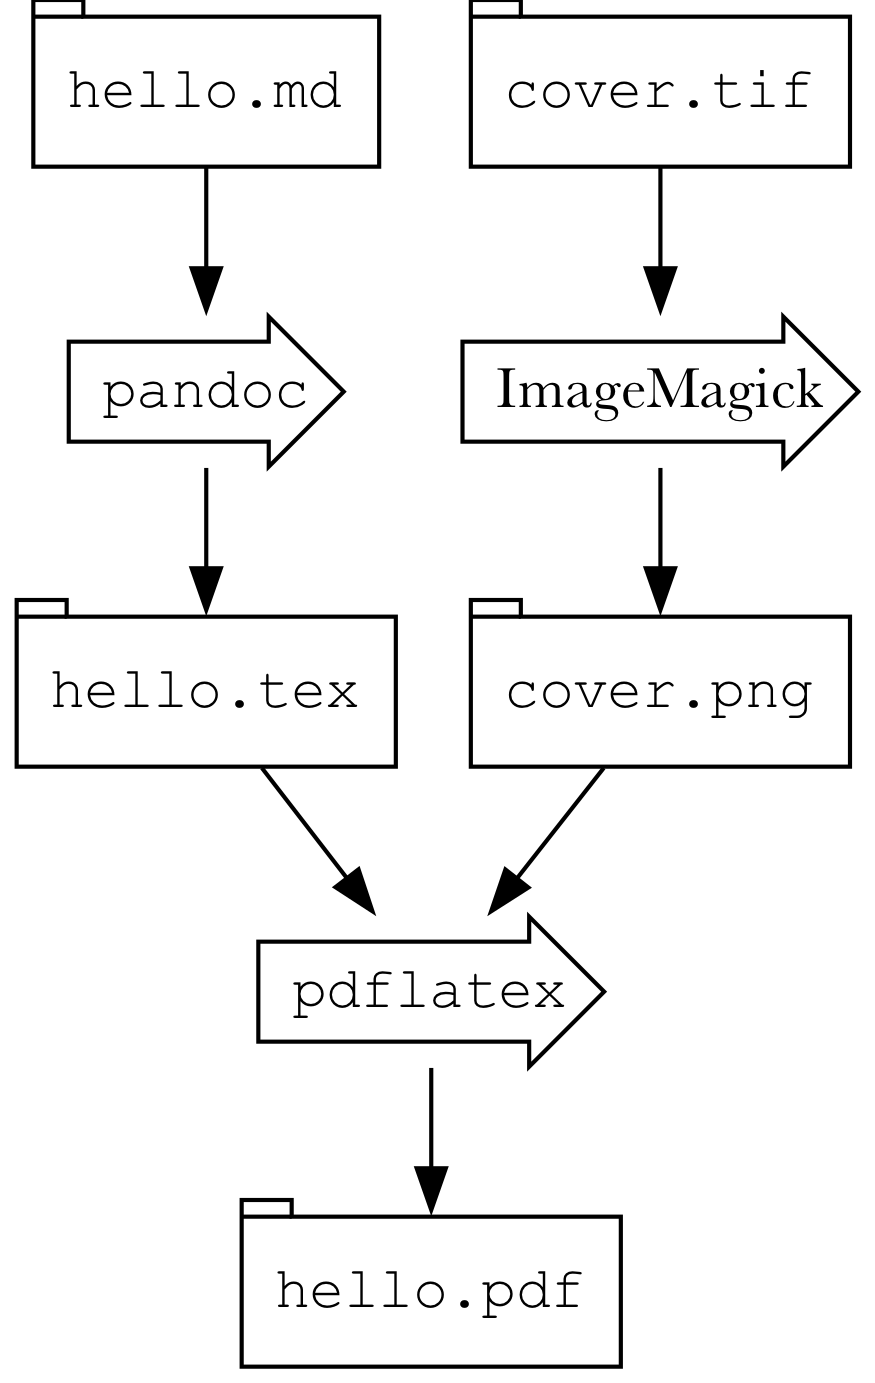 hello.md
cover.tif
pandoc
ImageMagick
hello.tex
cover.png
pdflatex
hello.pdf